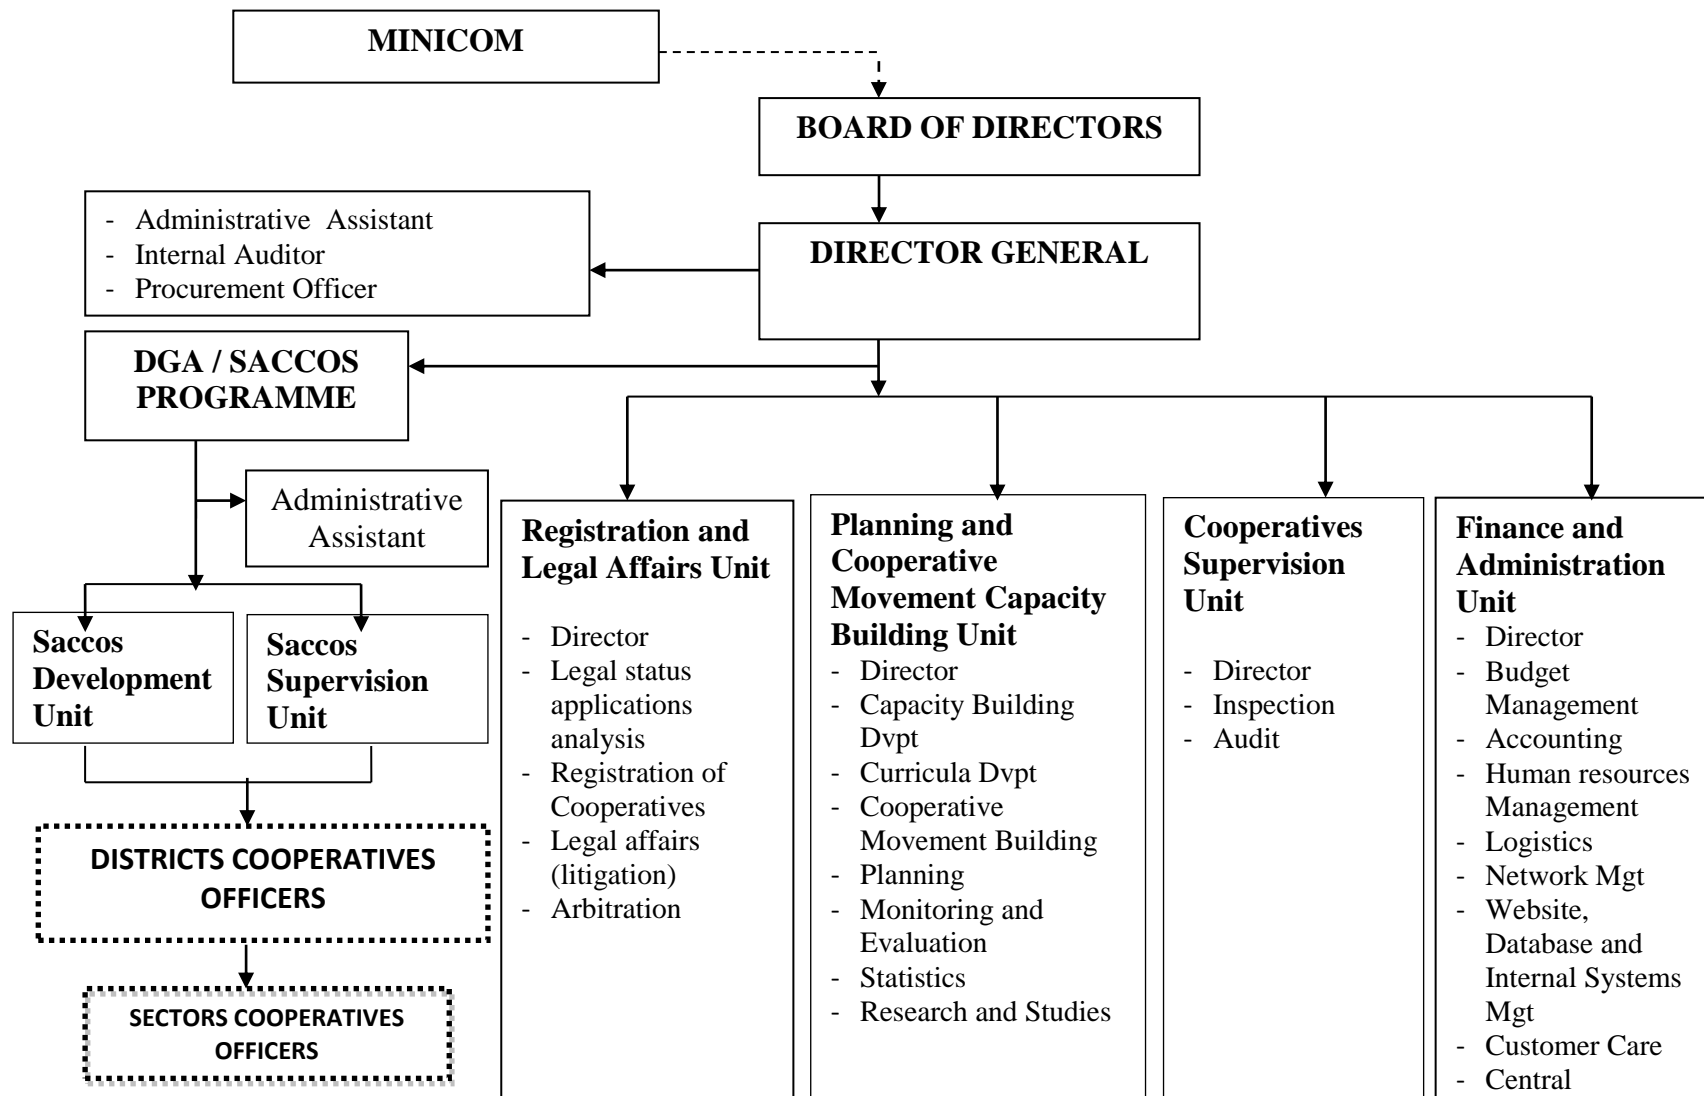 MINICOM
BOARD OF DIRECTORS
- Administrative Assistant
- Internal Auditor
- Procurement Officer
DIRECTOR GENERAL
DGA / SACCOS
PROGRAMME
Administrative
Assistant
Saccos
Development
Unit
Saccos
Supervision
Unit
DISTRICTS COOPERATIVES
OFFICERS
SECTORS COOPERATIVES
OFFICERS
Registration and
Legal Affairs Unit
- Director
- Legal status
applications
analysis
- Registration of
Cooperatives
- Legal affairs
(litigation)
- Arbitration
Planning and
Cooperative
Movement Capacity
Building Unit
- Director
- Capacity Building
Dvpt
- Curricula Dvpt
- Cooperative
Movement Building
- Planning
- Monitoring and
Evaluation
- Statistics
- Research and Studies
Cooperatives
Supervision
Unit
- Director
- Inspection
- Audit
Finance and
Administration
Unit
- Director
- Budget
Management
- Accounting
- Human resources
Management
- Logistics
- Network Mgt
- Website,
Database and
Internal Systems
Mgt
- Customer Care
- Central